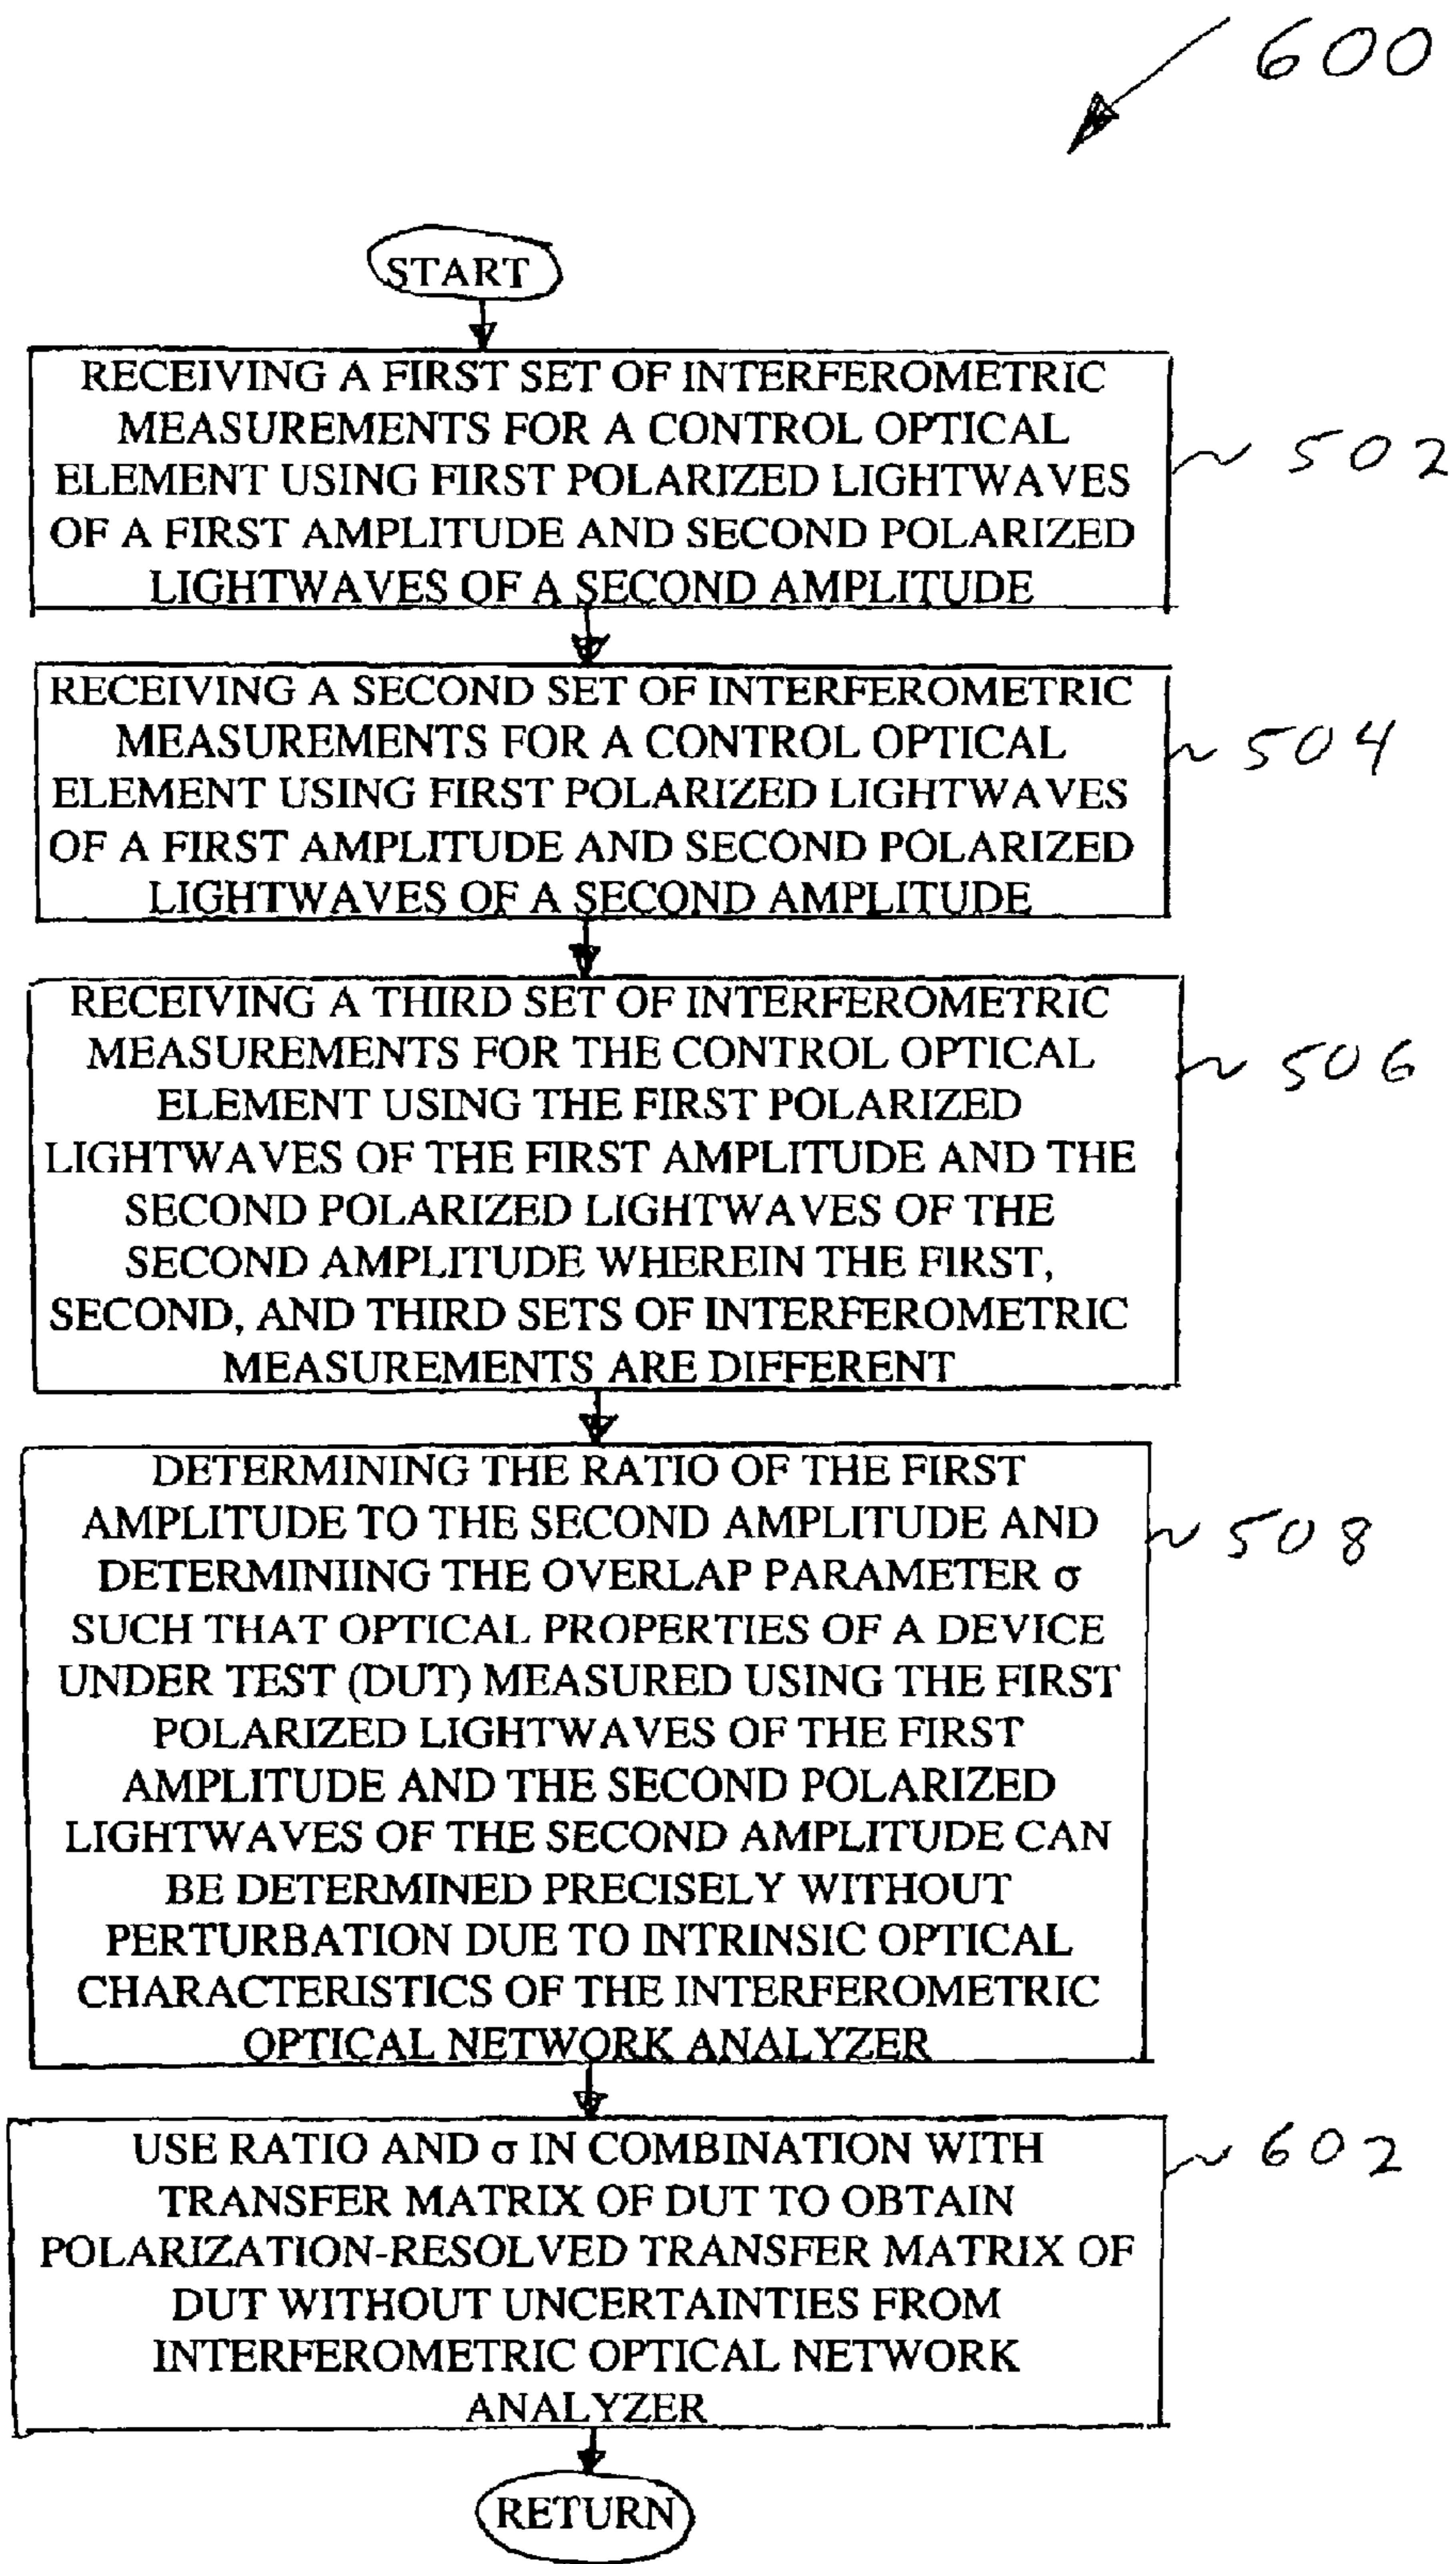 600
START
RECEIVING A FIRST SET OF INTERFEROMETRIC
MEASUREMENTS FOR A CONTROL OPTICAL
ELEMENT USING FIRST POLARIZED LIGHTWAVES
OF A FIRST AMPLITUDE AND SECOND POLARIZED
LIGHTWAVES OF A SECOND AMPLITUDE
502
RECEIVING A SECOND SET OF INTERFEROMETRIC
MEASUREMENTS FOR A CONTROL OPTICAL
ELEMENT USING FIRST POLARIZED LIGHTWAVES
OF A FIRST AMPLITUDE AND SECOND POLARIZED
LIGHTWAVES OF A SECOND AMPLITUDE
504
RECEIVING A THIRD SET OF INTERFEROMETRIC
MEASUREMENTS FOR THE CONTROL OPTICAL
ELEMENT USING THE FIRST POLARIZED
LIGHTWAVES OF THE FIRST AMPLITUDE AND THE
SECOND POLARIZED LIGHTWAVES OF THE
SECOND AMPLITUDE WHEREIN THE FIRST,
SECOND, AND THIRD SETS OF INTERFEROMETRIC
MEASUREMENTS ARE DIFFERENT
506
DETERMINING THE RATIO OF THE FIRST
AMPLITUDE TO THE SECOND AMPLITUDE AND
DETERMINIING THE OVERLAP PARAMETER σ
SUCH THAT OPTICAL PROPERTIES OF A DEVICE
UNDER TEST (DUT) MEASURED USING THE FIRST
POLARIZED LIGHTWAVES OF THE FIRST
AMPLITUDE AND THE SECOND POLARIZED
LIGHTWAVES OF THE SECOND AMPLITUDE CAN
BE DETERMINED PRECISELY WITHOUT
PERTURBATION DUE TO INTRINSIC OPTICAL
CHARACTERISTICS OF THE INTERFEROMETRIC
OPTICAL NETWORK ANALYZER
508
USE RATIO AND σ IN COMBINATION WITH
TRANSFER MATRIX OF DUT TO OBTAIN
POLARIZATION-RESOLVED TRANSFER MATRIX OF
DUT WITHOUT UNCERTAINTIES FROM
INTERFEROMETRIC OPTICAL NETWORK
ANALYZER
602
RETURN